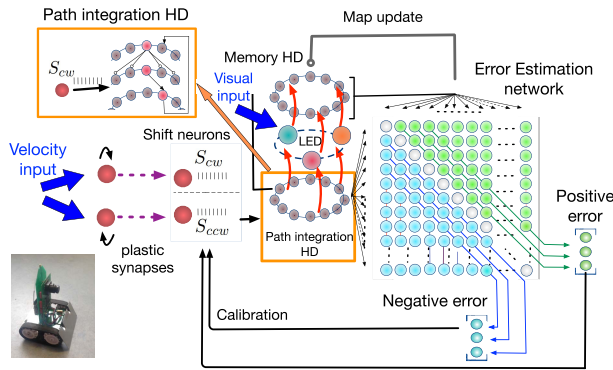 Path integration HD
S_cw
Map update
Memory HD
Visual
input
Error Estimation
network
LED
Shift neurons
Velocity
input
S_cw
S_ccw
Path integration
HD
Positive
error
plastic
synapses
Negative error
Calibration